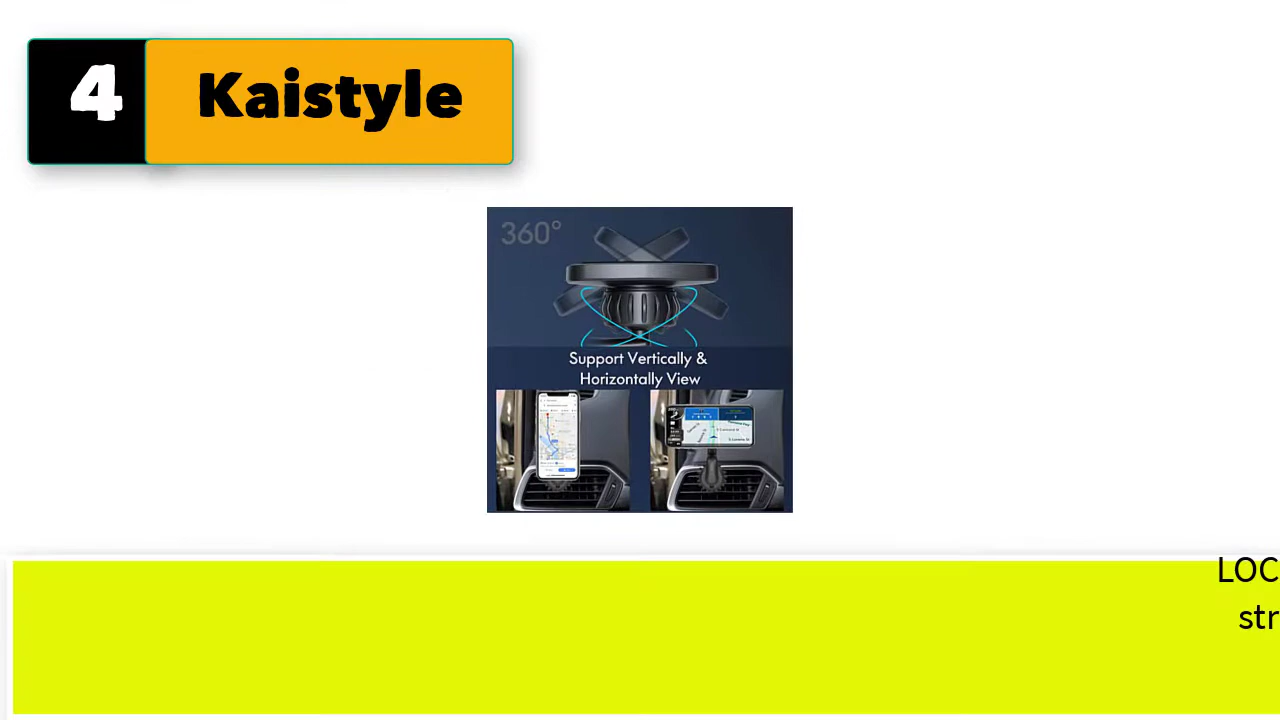 4 Kaistyle
360°
Support Vertically &
Horizontally View
LOC
str